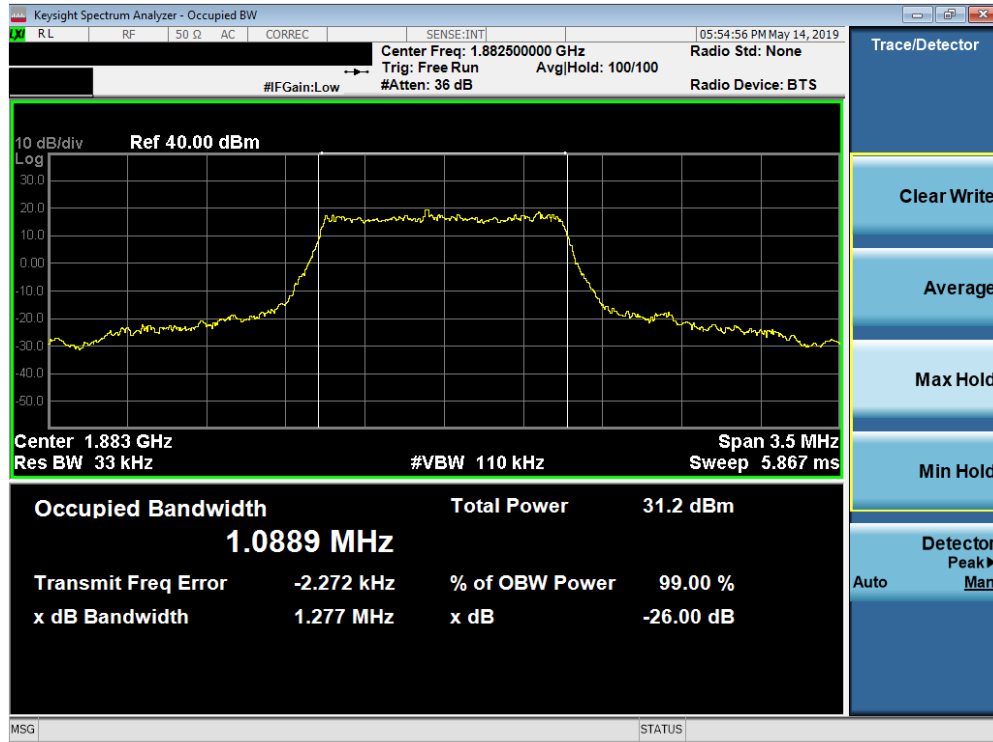 Keysight Spectrum Analyzer - Occupied BW
LXI RL RF 50 Ω AC CORREC SENSE:INT 05:54:56 PM May 14, 2019
Center Freq: 1.882500000 GHz Radio Std: None
Trig: Free Run Avg|Hold: 100/100
#IFGain:Low #Atten: 36 dB Radio Device: BTS
10 dB/div Ref 40.00 dBm
Log
30.0
20.0
10.0
0.00
-10.0
-20.0
-30.0
-40.0
-50.0
Center 1.883 GHz Span 3.5 MHz
Res BW 33 kHz #VBW 110 kHz Sweep 5.867 ms
Occupied Bandwidth Total Power 31.2 dBm
1.0889 MHz
Transmit Freq Error -2.272 kHz % of OBW Power 99.00 %
x dB Bandwidth 1.277 MHz x dB -26.00 dB
MSG STATUS
Trace/Detector
Clear Write
Average
Max Hold
Min Hold
Detector
Peak▶
Auto Man